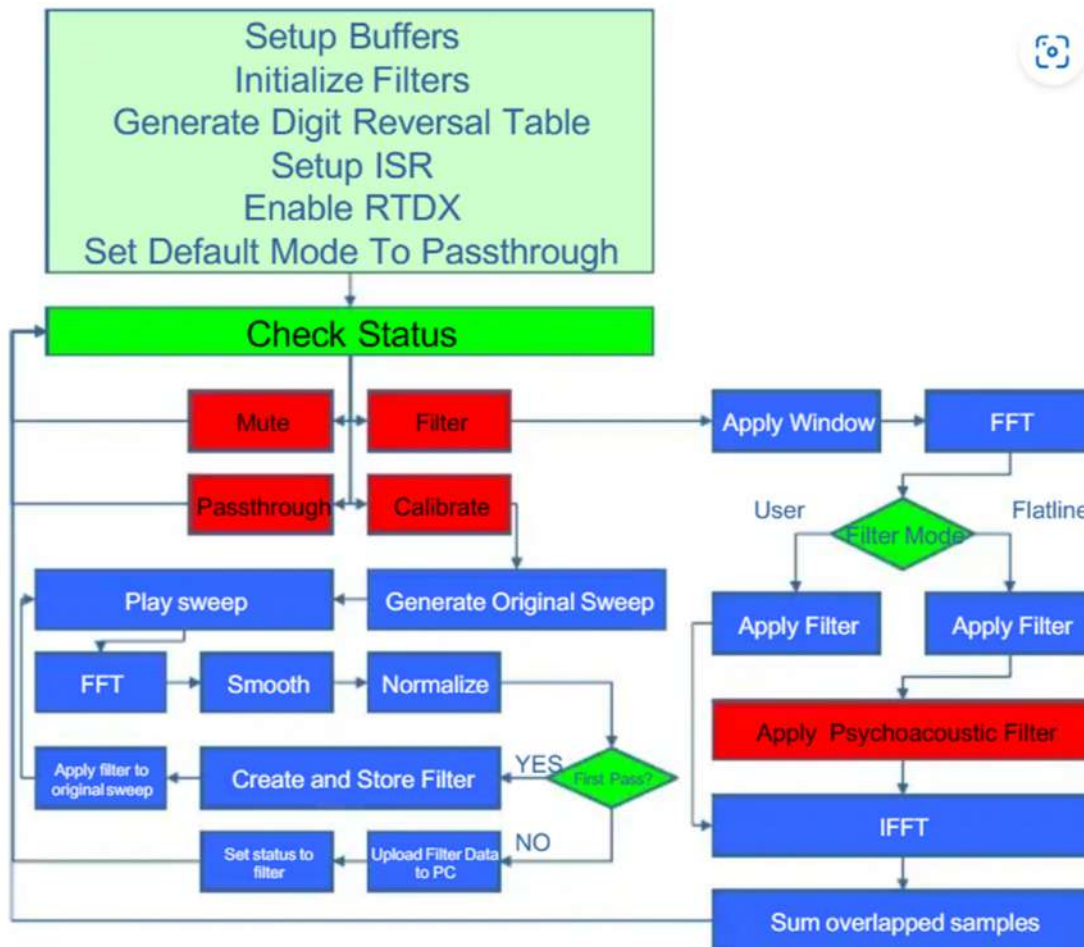 Setup Buffers
Initialize Filters
Generate Digit Reversal Table
Setup ISR
Enable RTDX
Set Default Mode To Passthrough
Check Status
Mute
Filter
Apply Window
FFT
Passthrough
Calibrate
User
Flatline
Filter Mode
Play sweep
Generate Original Sweep
Apply Filter
Apply Filter
FFT
Smooth
Normalize
Apply Psychoacoustic Filter
Apply filter to
original sweep
Create and Store Filter
YES
First Pass?
IFFT
NO
Set status to
filter
Upload Filter Data
to PC
Sum overlapped samples